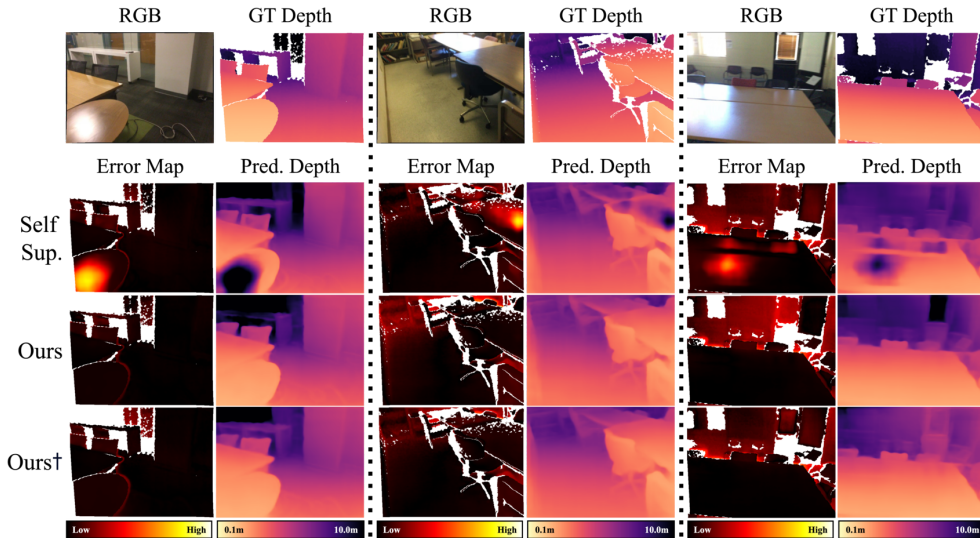 RGB GT Depth RGB GT Depth RGB GT Depth
Error Map Pred. Depth Error Map Pred. Depth Error Map Pred. Depth
Self
Sup.
Ours
Ours†
Low High 0.1m 10.0m Low High 0.1m 10.0m Low High 0.1m 10.0m